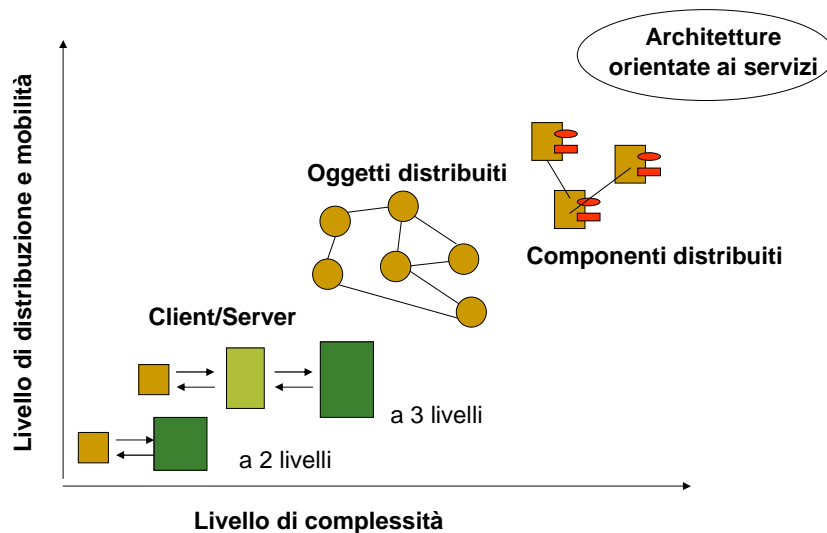 Architetture
orientate ai servizi
Livello di distribuzione e mobilità
Oggetti distribuiti
Componenti distribuiti
Client/Server
a 3 livelli
a 2 livelli
Livello di complessità